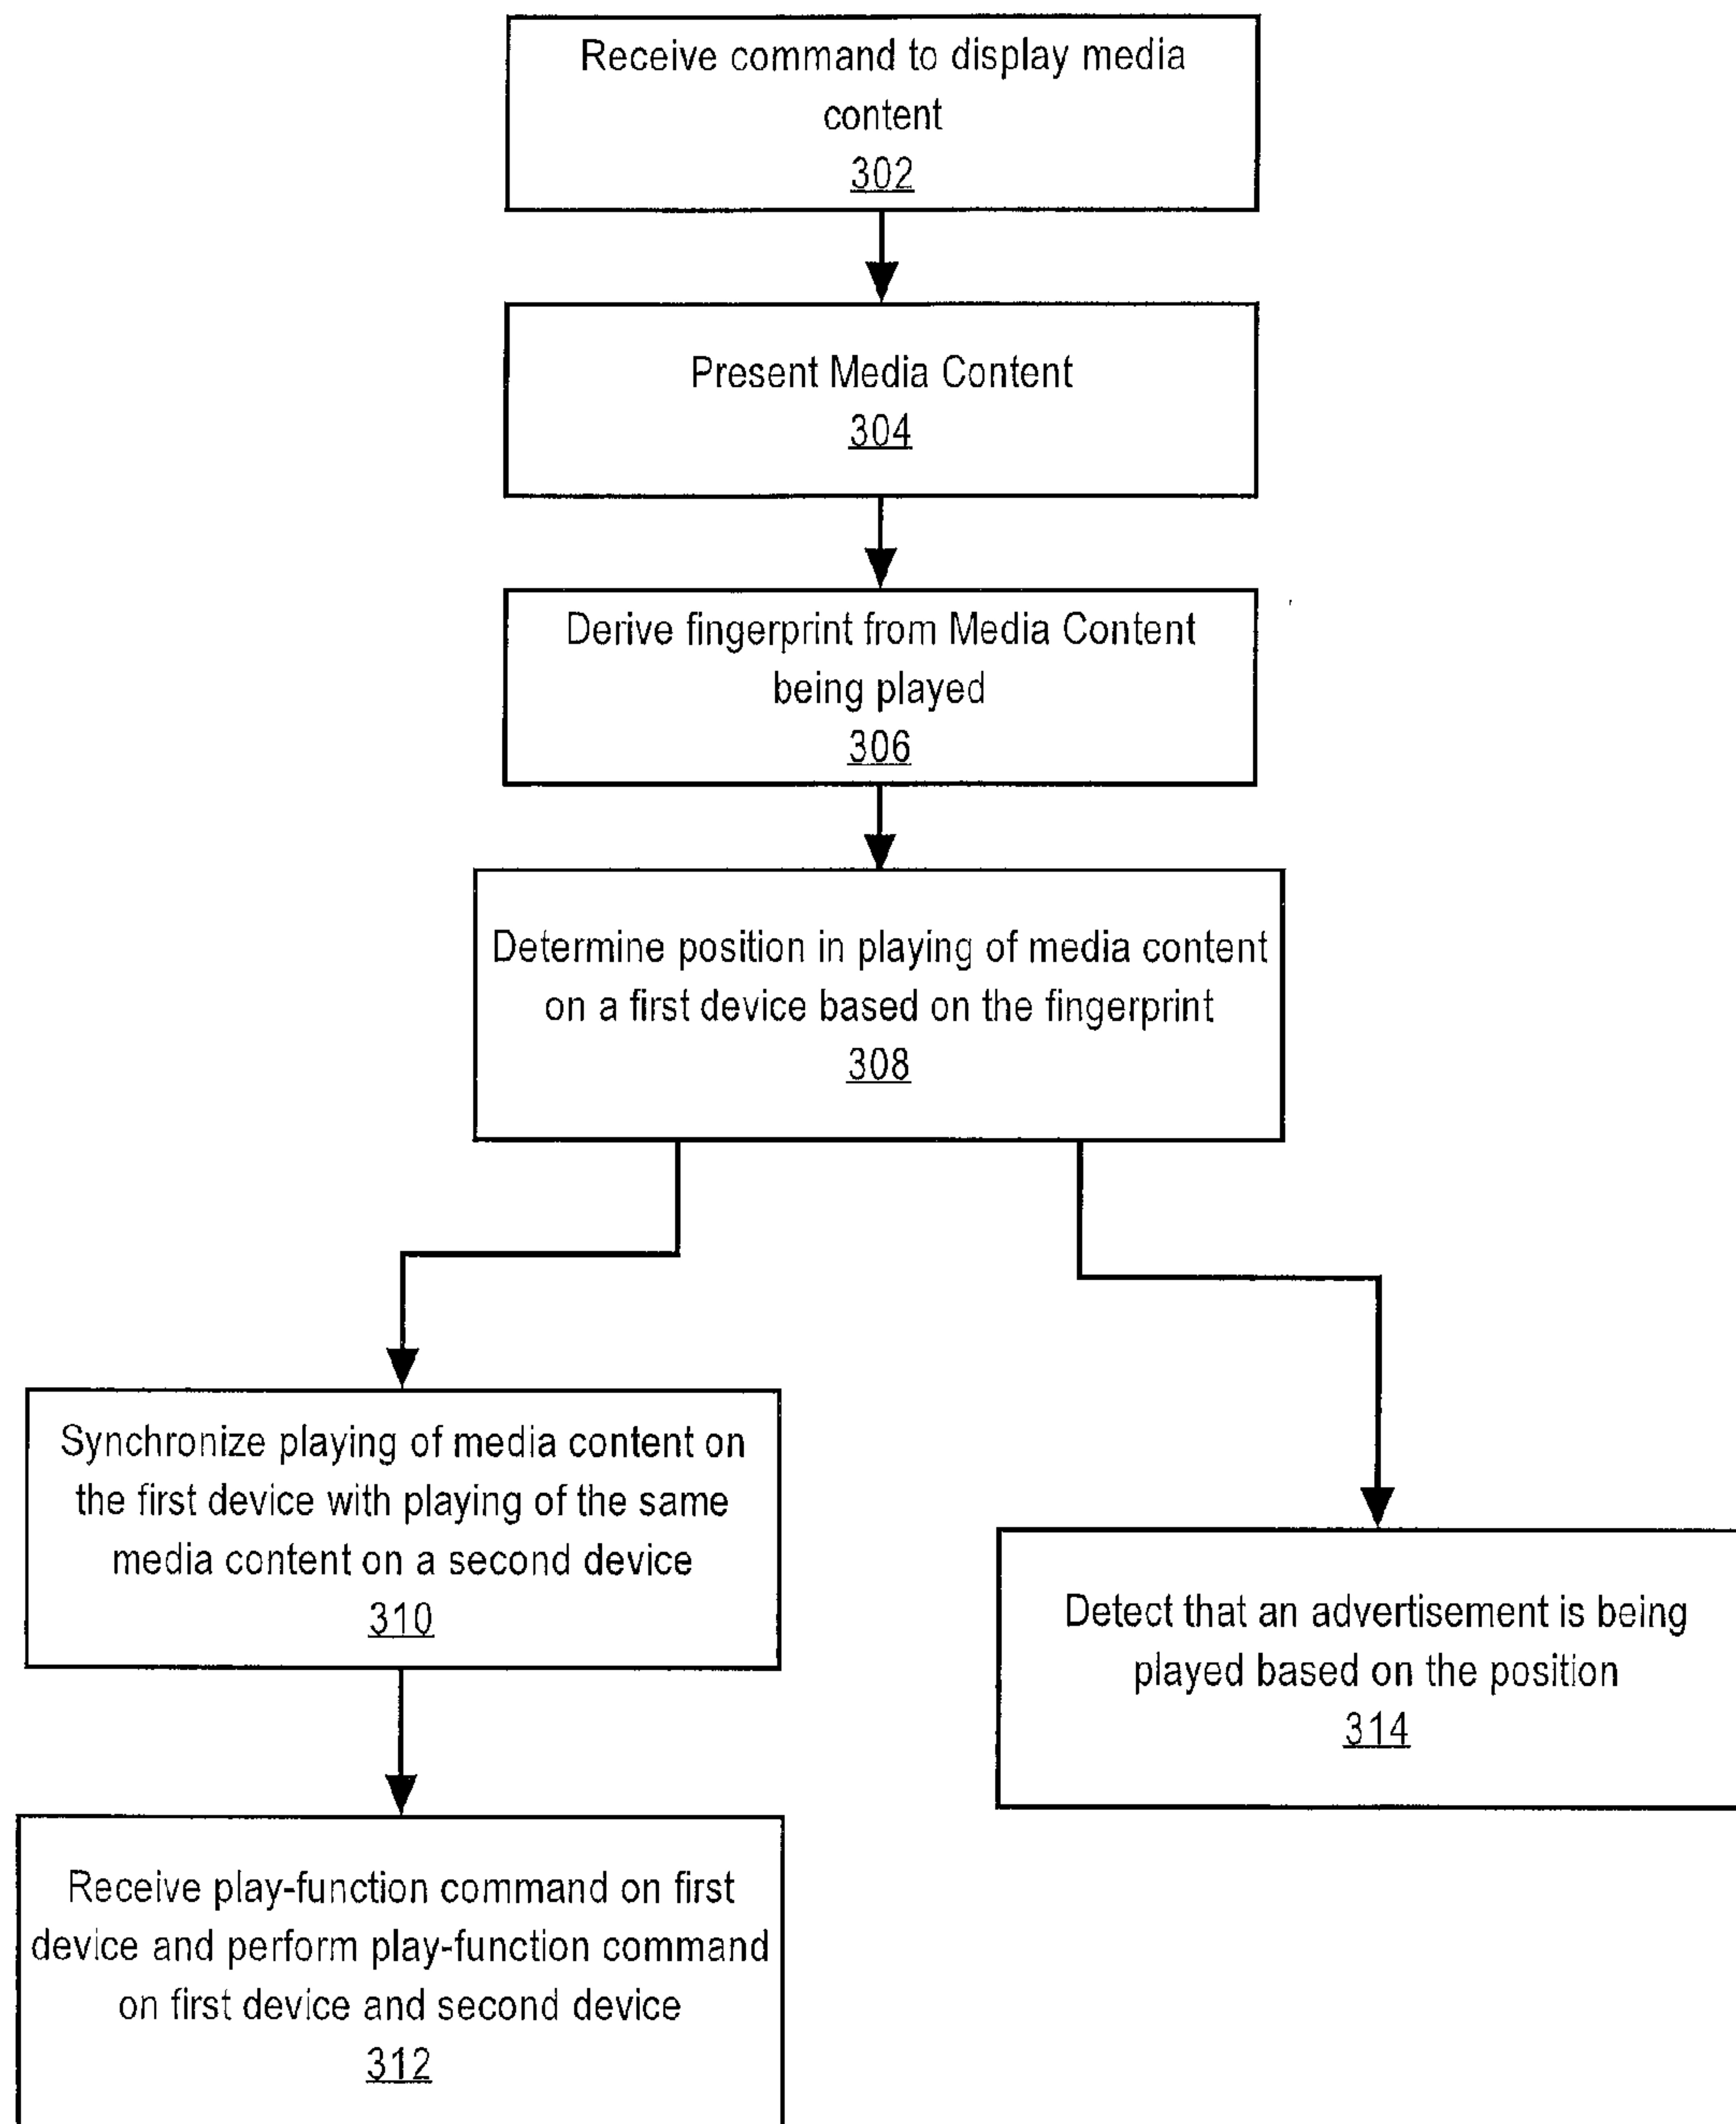 Receive command to display media
content
302
Present Media Content
304
Derive fingerprint from Media Content
being played
306
Determine position in playing of media content
on a first device based on the fingerprint
308
Synchronize playing of media content on
the first device with playing of the same
media content on a second device
310
Detect that an advertisement is being
played based on the position
314
Receive play-function command on first
device and perform play-function command
on first device and second device
312